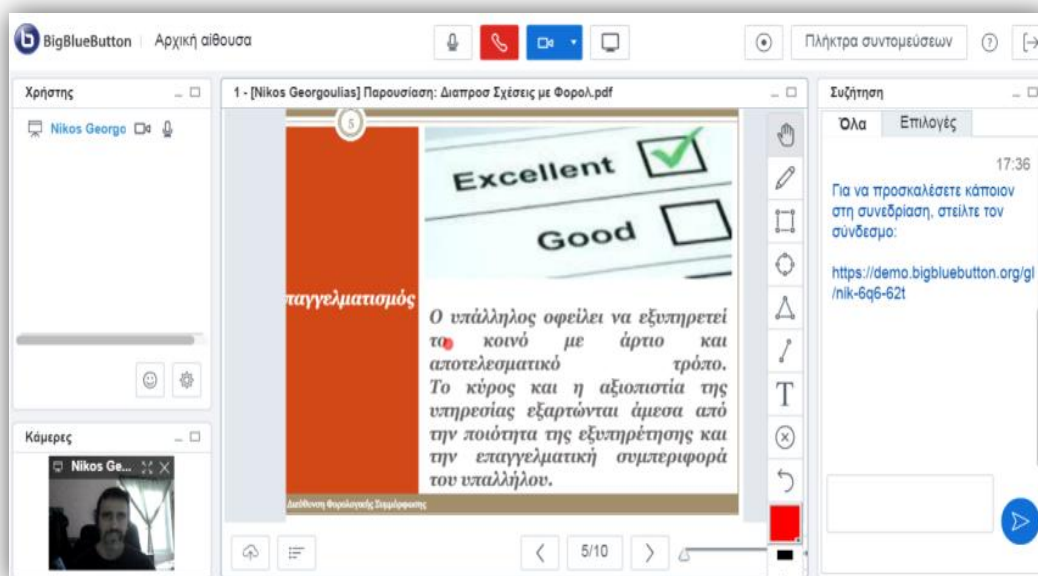 BigBlueButton
Αρχική αίθουσα
Πλήκτρα συντομεύσεων
Χρήστης
Nikos Georgo
Κάμερες
Nikos Ge...
1 - [Nikos Georgoulias] Παρουσίαση: Διαπροσ Σχέσεις με Φορολ.pdf
5
Excellent
Good
παγγελματισμός
Ο υπάλληλος οφείλει να εξυπηρετεί
το κοινό με άρτιο και
αποτελεσματικό τρόπο.
Το κύρος και η αξιοπιστία της
υπηρεσίας εξαρτώνται άμεσα από
την ποιότητα της εξυπηρέτησης και
την επαγγελματική συμπεριφορά
του υπαλλήλου.
Διεύθυνση Φορολογικής Συμμόρφωσης
5/10
T
Συζήτηση
Όλα
Επιλογές
17:36
Για να προσκαλέσετε κάποιον
στη συνεδρίαση, στείλτε τον
σύνδεσμο:
https://demo.bigbluebutton.org/gl
/nik-6q6-62t